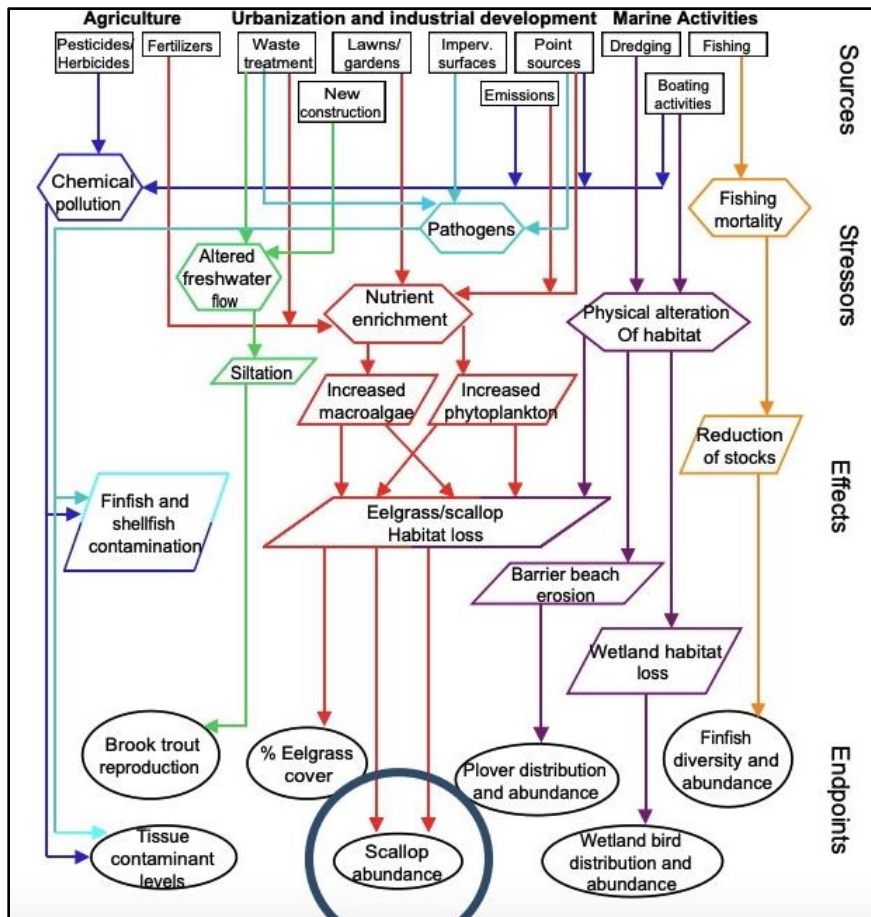 Agriculture
Urbanization and industrial development
Marine Activities
Pesticides/
Herbicides
Fertilizers
Waste
treatment
Lawns/
gardens
Imperv.
surfaces
Point
sources
Dredging
Fishing
New
construction
Emissions
Boating
activities
Sources
Chemical
pollution
Pathogens
Fishing
mortality
Altered
freshwater
flow
Nutrient
enrichment
Physical alteration
Of habitat
Stressors
Siltation
Increased
macroalgae
Increased
phytoplankton
Reduction
of stocks
Finfish and
shellfish
contamination
Eelgrass/scallop
Habitat loss
Effects
Barrier beach
erosion
Wetland habitat
loss
Brook trout
reproduction
% Eelgrass
cover
Plover distribution
and abundance
Finfish
diversity and
abundance
Endpoints
Tissue
contaminant
levels
Scallop
abundance
Wetland bird
distribution and
abundance